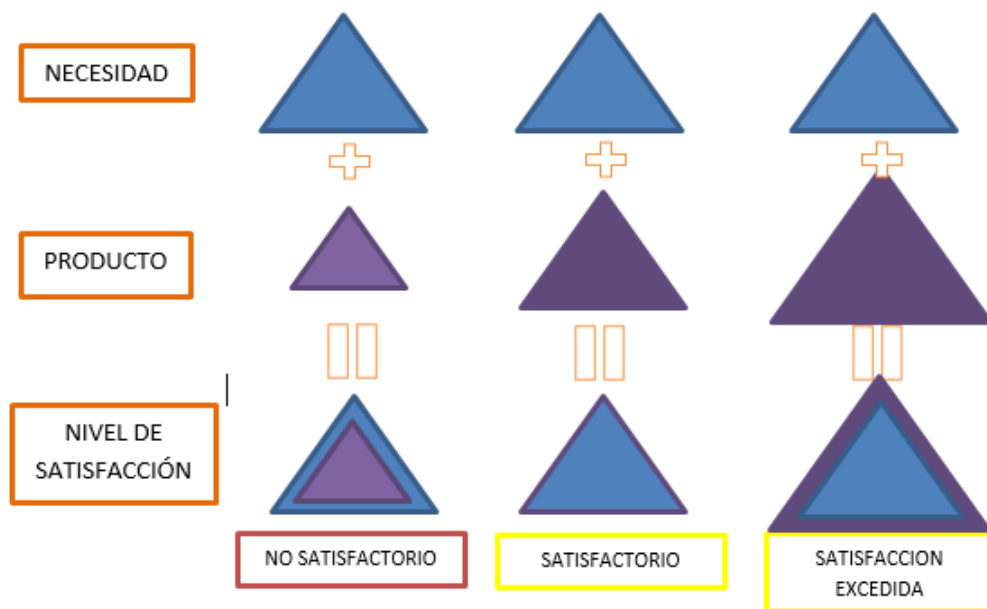 NECESIDAD
PRODUCTO
NIVEL DE
SATISFACCIÓN
NO SATISFACTORIO
SATISFACTORIO
SATISFACCION
EXCEDIDA